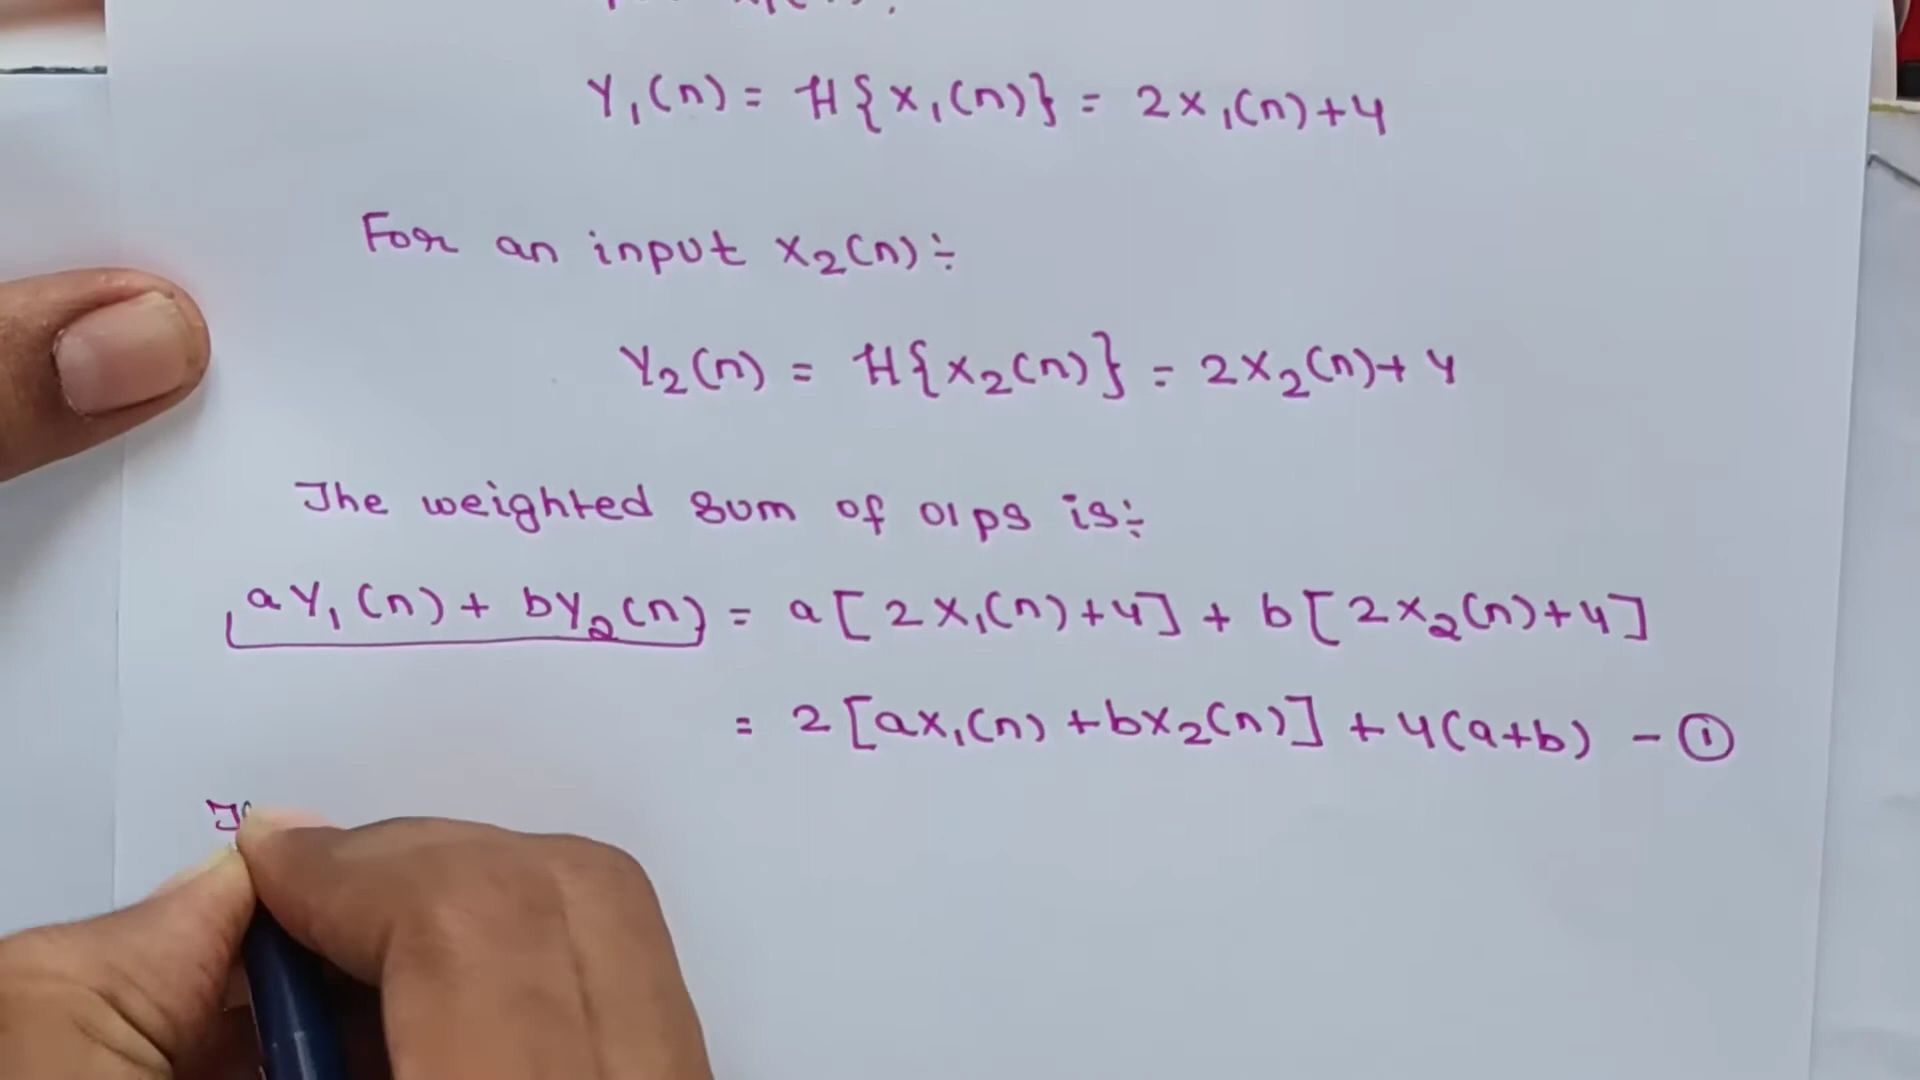 Y₁(n) = H{x₁(n)} = 2x₁(n)+4
For an input x₂(n) ÷
Y₂(n) = H{x₂(n)} = 2x₂(n)+4
The weighted sum of o/ps is ÷
aY₁(n) + bY₂(n) = a[2x₁(n)+4] + b[2x₂(n)+4]
= 2[ax₁(n) + bx₂(n)] + 4(a+b) - ①